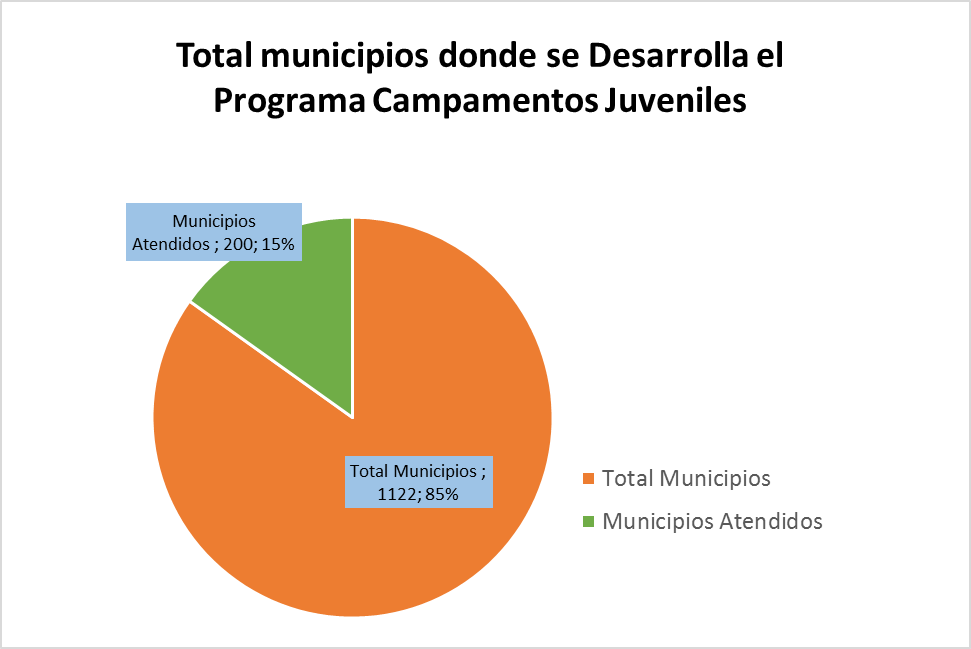 Total municipios donde se Desarrolla el
Programa Campamentos Juveniles
Municipios
Atendidos ; 200; 15%
Total Municipios ;
1122; 85%
Total Municipios
Municipios Atendidos